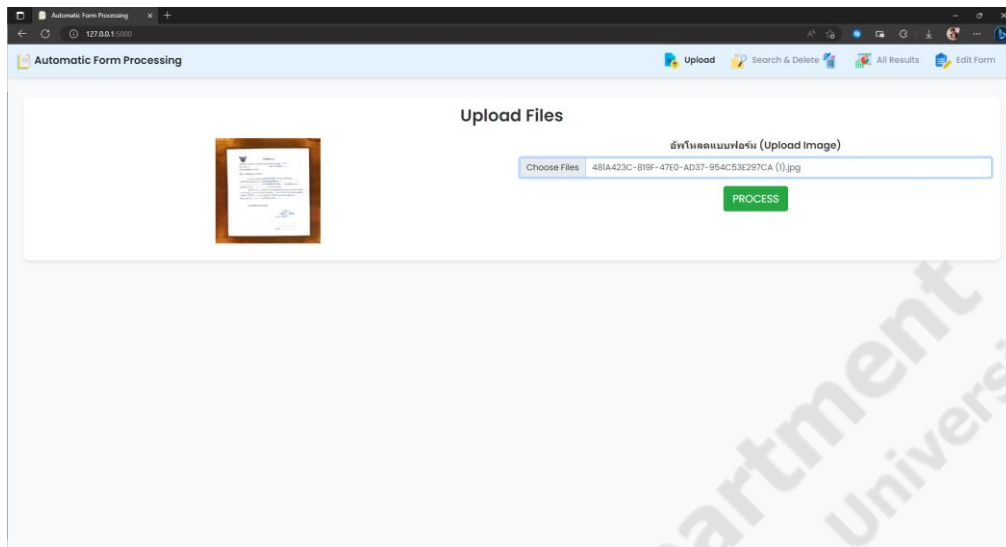 Automatic Form Processing
127.0.0.1:5000
Automatic Form Processing
Upload
Search & Delete
All Results
Edit Form
Upload Files
อัพโหลดแบบฟอร์ม (Upload Image)
Choose Files 481A423C-819F-47E0-AD37-954C53E297CA (1).jpg
PROCESS